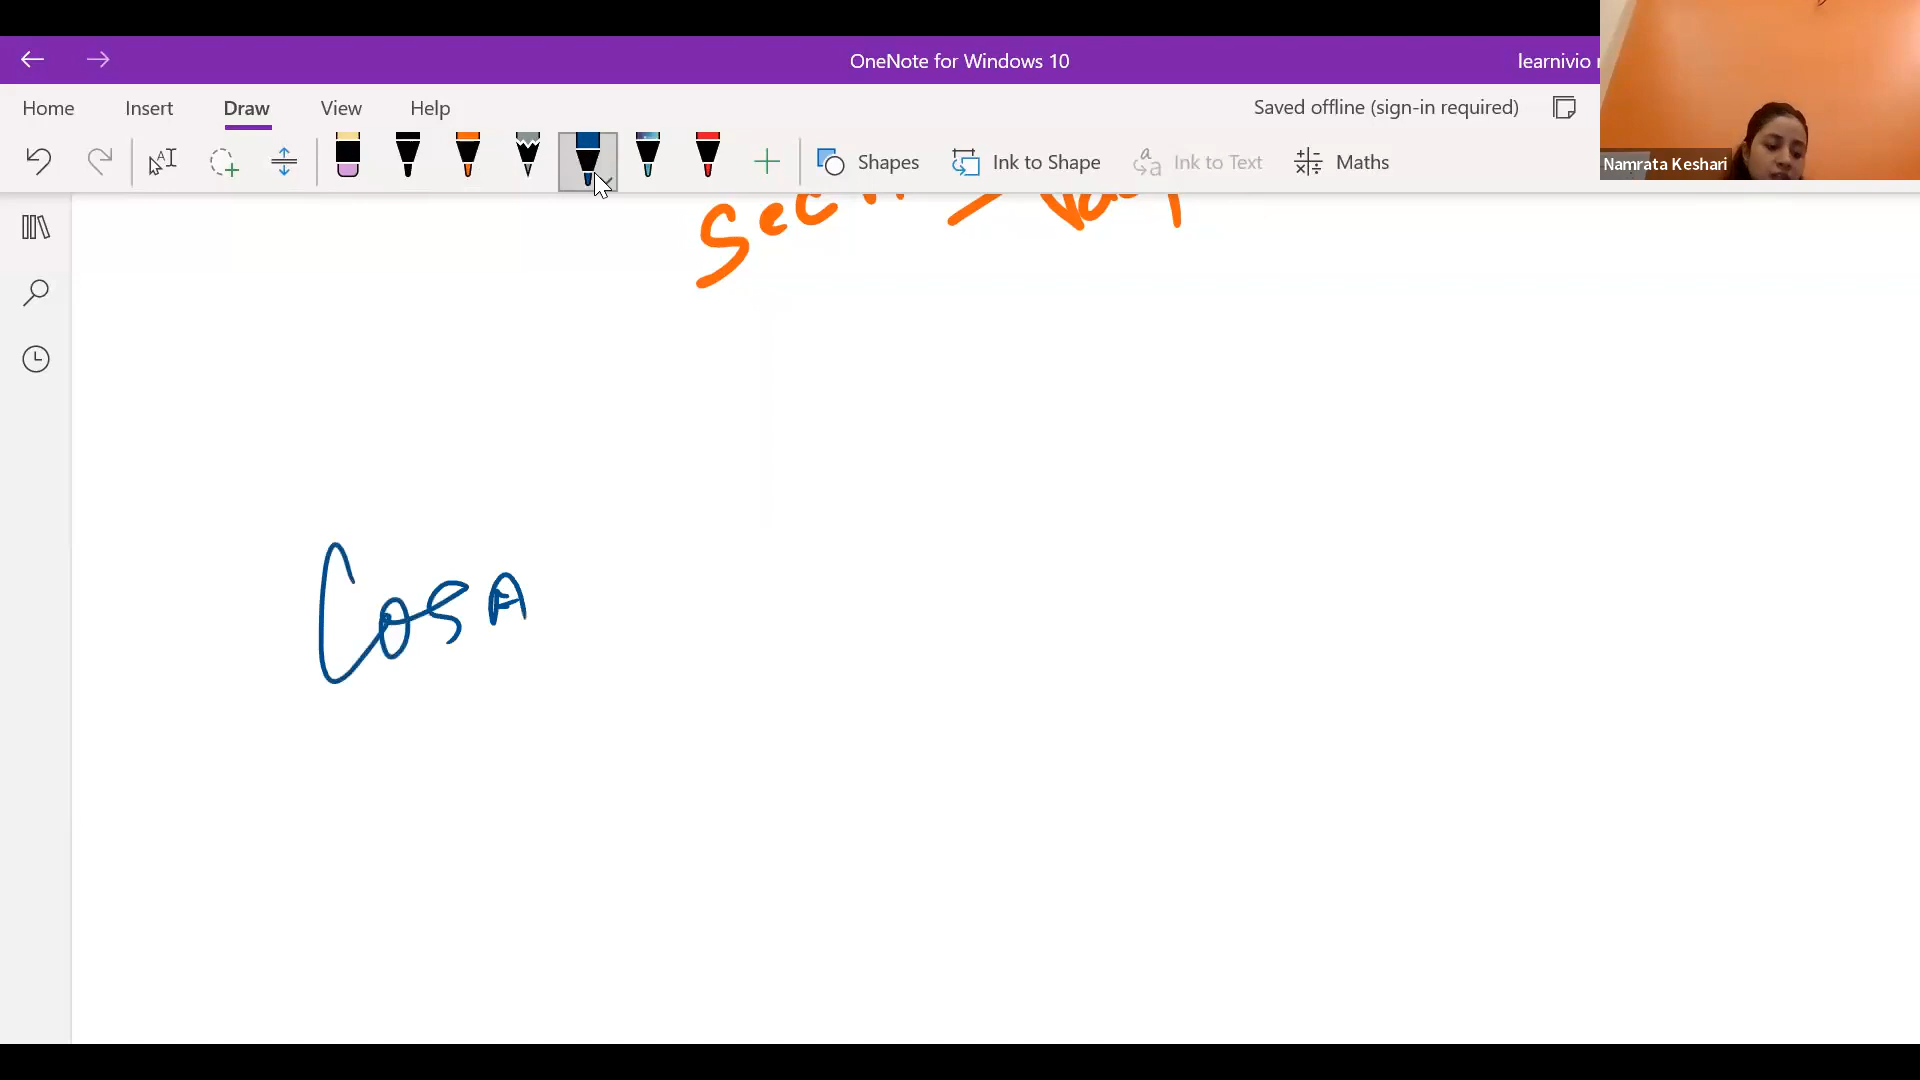 OneNote for Windows 10
learnivio
Home Insert Draw View Help
Saved offline (sign-in required)
Shapes Ink to Shape Ink to Text Maths
Namrata Keshari
Cos A